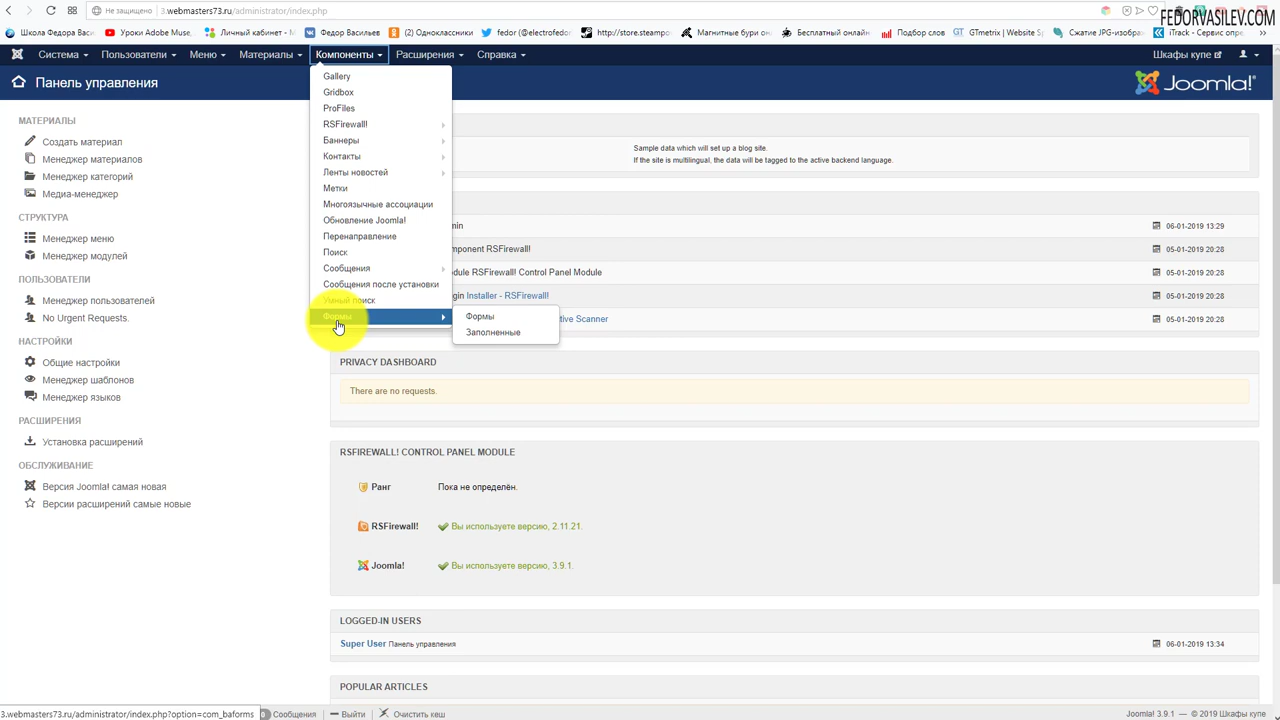 Не защищено
3.webmasters73.ru/administrator/index.php
FEDORVASILEV.COM
Школа Федор Васил
Уроки Adobe Muse,
Личный кабинет - M
Федор Васильев
(2) Одноклассники
fedor (@electrofedor)
http://store.steampo
Магнитные бури он
Бесплатный онлайн
Подбор слов
GTmetrix | Website Sp
Сжатие JPG-изображ
iTrack - Сервис опре
Система
Пользователи
Меню
Материалы
Компоненты
Расширения
Справка
Шкафы купе
Панель управления
Joomla!
Gallery
Gridbox
ProFiles
RSFirewall!
Баннеры
Контакты
Ленты новостей
Метки
Многоязычные ассоциации
Обновление Joomla!
Перенаправление
Поиск
Сообщения
Сообщения после установки
Умный поиск
Формы
Формы
Заполненные
МАТЕРИАЛЫ
Создать материал
Менеджер материалов
Менеджер категорий
Медиа-менеджер
СТРУКТУРА
Менеджер меню
Менеджер модулей
ПОЛЬЗОВАТЕЛИ
Менеджер пользователей
No Urgent Requests.
НАСТРОЙКИ
Общие настройки
Менеджер шаблонов
Менеджер языков
РАСШИРЕНИЯ
Установка расширений
ОБСЛУЖИВАНИЕ
Версия Joomla! самая новая
Версии расширений самые новые
Sample data which will set up a blog site.
If the site is multilingual, the data will be tagged to the active backend language.
min 06-01-2019 13:29
mponent RSFirewall! 05-01-2019 20:28
dule RSFirewall! Control Panel Module 05-01-2019 20:28
gin Installer - RSFirewall! 05-01-2019 20:28
tive Scanner 05-01-2019 20:28
PRIVACY DASHBOARD
There are no requests.
RSFIREWALL! CONTROL PANEL MODULE
Ранг Пока не определён.
RSFirewall! Вы используете версию, 2.11.21.
Joomla! Вы используете версию, 3.9.1.
LOGGED-IN USERS
Super User Панель управления 06-01-2019 13:34
POPULAR ARTICLES
3.webmasters73.ru/administrator/index.php?option=com_baforms
Сообщения
Выйти
Очистить кеш
Joomla! 3.9.1 — © 2019 Шкафы купе